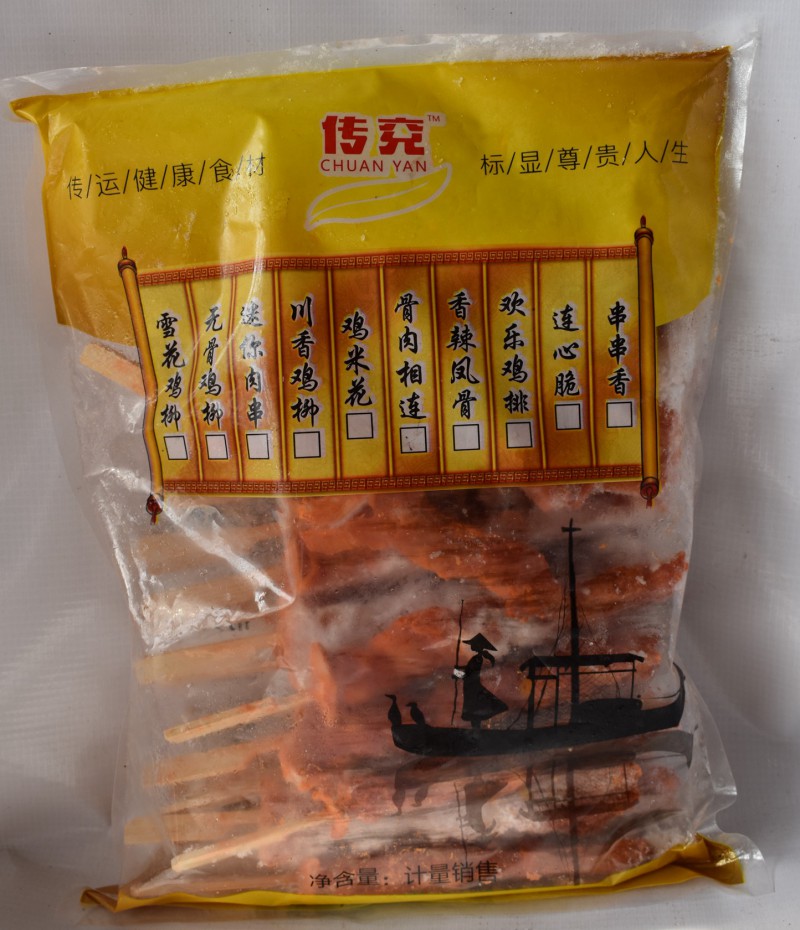 传兖™
CHUAN YAN
传/运/健/康/食/材
标/显/尊/贵/人/生
雪花鸡柳
无骨鸡柳
迷你肉串
川香鸡柳
鸡米花
骨肉相连
香辣凤骨
欢乐鸡排
连心脆
串串香
净含量：计量销售